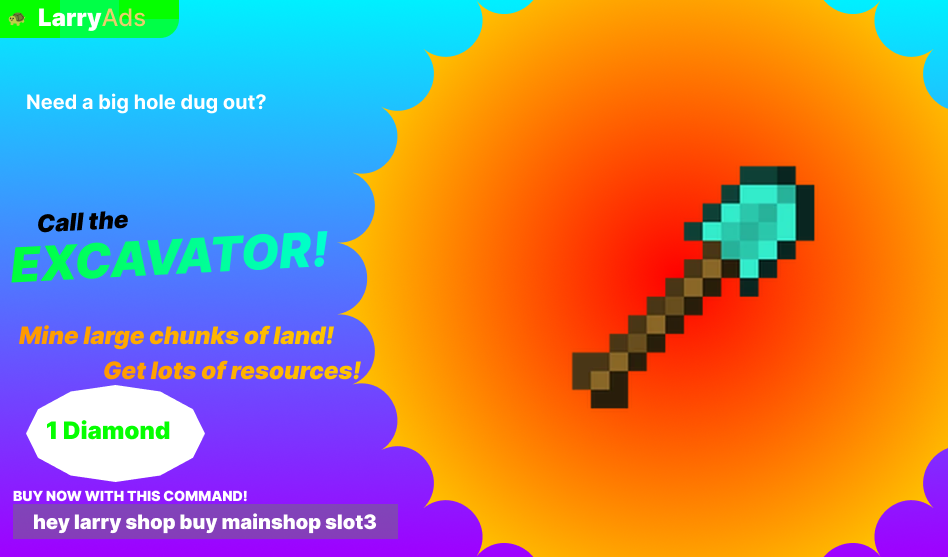 LarryAds
Need a big hole dug out?
Call the
EXCAVATOR!
Mine large chunks of land!
Get lots of resources!
1 Diamond
BUY NOW WITH THIS COMMAND!
hey larry shop buy mainshop slot3